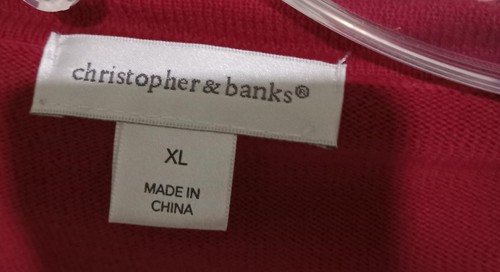 christopher & banks®
XL
MADE IN
CHINA